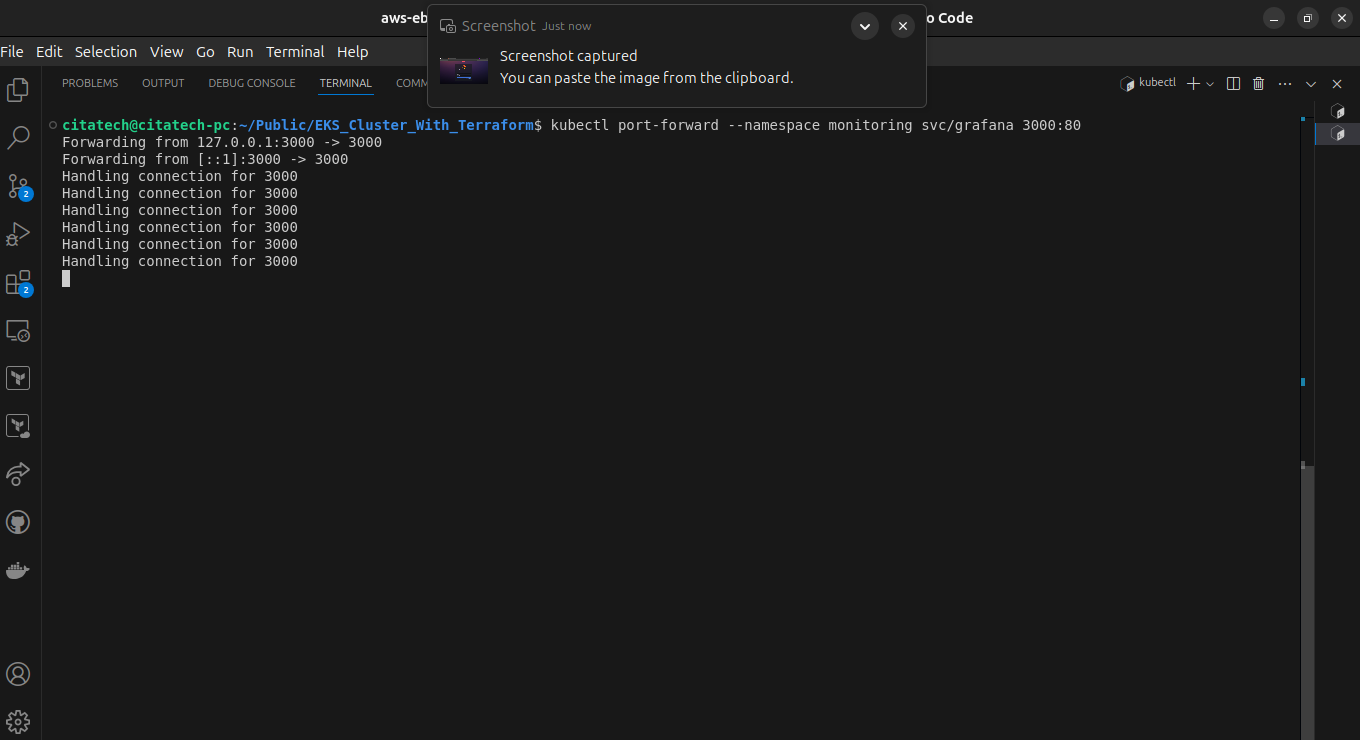 aws-eb
o Code
Screenshot Just now
Screenshot captured
You can paste the image from the clipboard.
File Edit Selection View Go Run Terminal Help
PROBLEMS OUTPUT DEBUG CONSOLE TERMINAL COMM
kubectl
citatech@citatech-pc:~/Public/EKS_Cluster_With_Terraform$ kubectl port-forward --namespace monitoring svc/grafana 3000:80
Forwarding from 127.0.0.1:3000 -> 3000
Forwarding from [::1]:3000 -> 3000
Handling connection for 3000
Handling connection for 3000
Handling connection for 3000
Handling connection for 3000
Handling connection for 3000
Handling connection for 3000
2
2